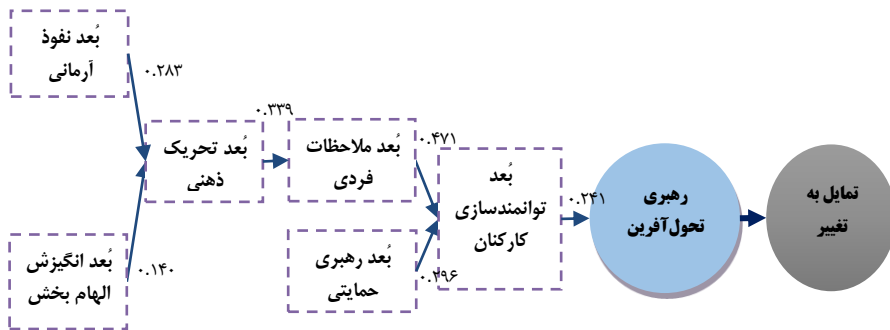 بُعد نفوذ
آرمانی
۰.۲۸۳
بُعد تحریک
ذهنی
۰.۳۳۹
بُعد ملاحظات
فردی
۰.۴۷۱
بُعد
توانمندسازی
کارکنان
۰.۲۴۱
رهبری
تحول‌آفرین
تمایل به
تغییر
بُعد انگیزش
الهام بخش
۰.۱۴۰
بُعد رهبری
حمایتی
۰.۲۹۶